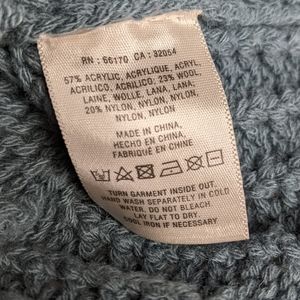 RN : 66170 CA : 32054
57% ACRYLIC, ACRYLIQUE, ACRYL,
ACRILICO, ACRILICO: 23% WOOL,
LAINE, WOLLE, LANA, LANA:
20% NYLON, NYLON, NYLON,
NYLON, NYLON
MADE IN CHINA,
HECHO EN CHINA,
FABRIQUE EN CHINE
TURN GARMENT INSIDE OUT.
HAND WASH SEPARATELY IN COLD
WATER. DO NOT BLEACH
LAY FLAT TO DRY.
COOL IRON IF NECESSARY